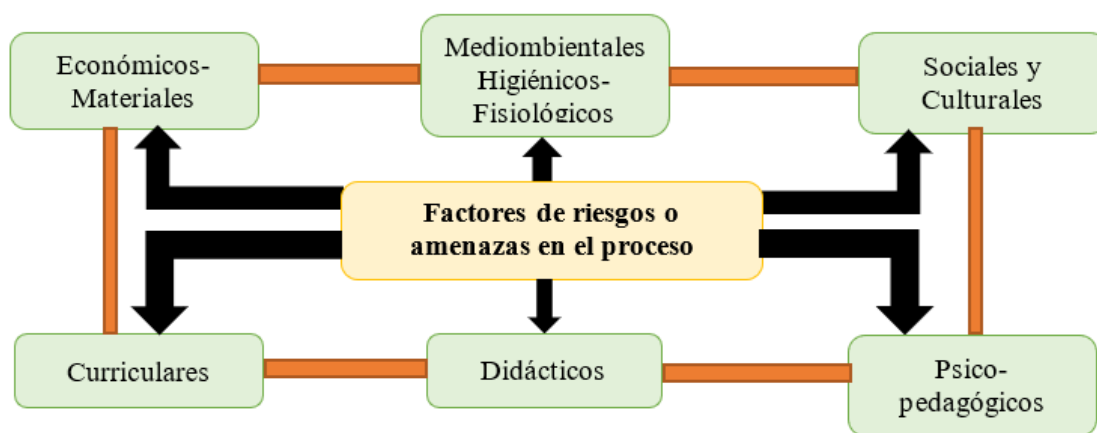 Económicos-
Materiales
Mediombientales
Higiénicos-
Fisiológicos
Sociales y
Culturales
Factores de riesgos o
amenazas en el proceso
Curriculares
Didácticos
Psico-
pedagógicos